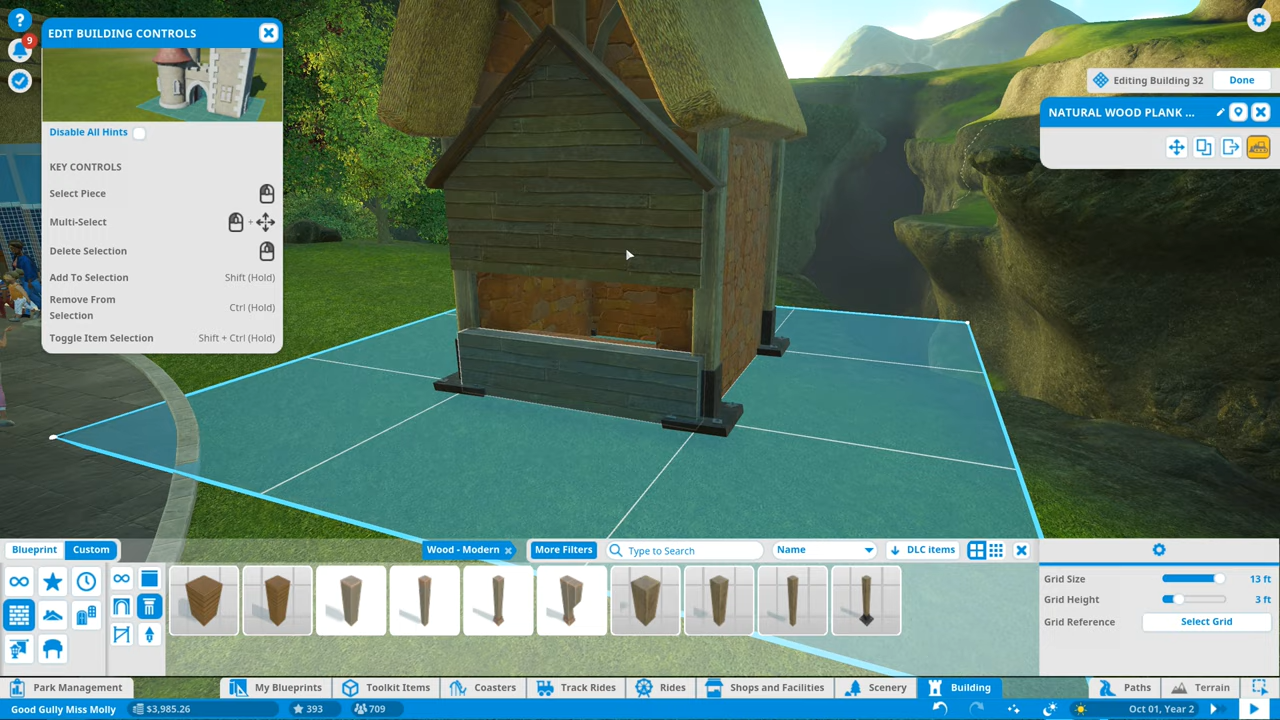 ?
9
EDIT BUILDING CONTROLS
Disable All Hints
KEY CONTROLS
Select Piece
Multi-Select
+
Delete Selection
Add To Selection Shift (Hold)
Remove From
Selection Ctrl (Hold)
Toggle Item Selection Shift + Ctrl (Hold)
Editing Building 32 Done
NATURAL WOOD PLANK ...
Blueprint Custom Wood - Modern More Filters Type to Search Name DLC items
Grid Size 13 ft
Grid Height 3 ft
Grid Reference Select Grid
Park Management My Blueprints Toolkit Items Coasters Track Rides Rides Shops and Facilities Scenery Building Paths Terrain
Good Gully Miss Molly $3,985.26 393 709 Oct 01, Year 2